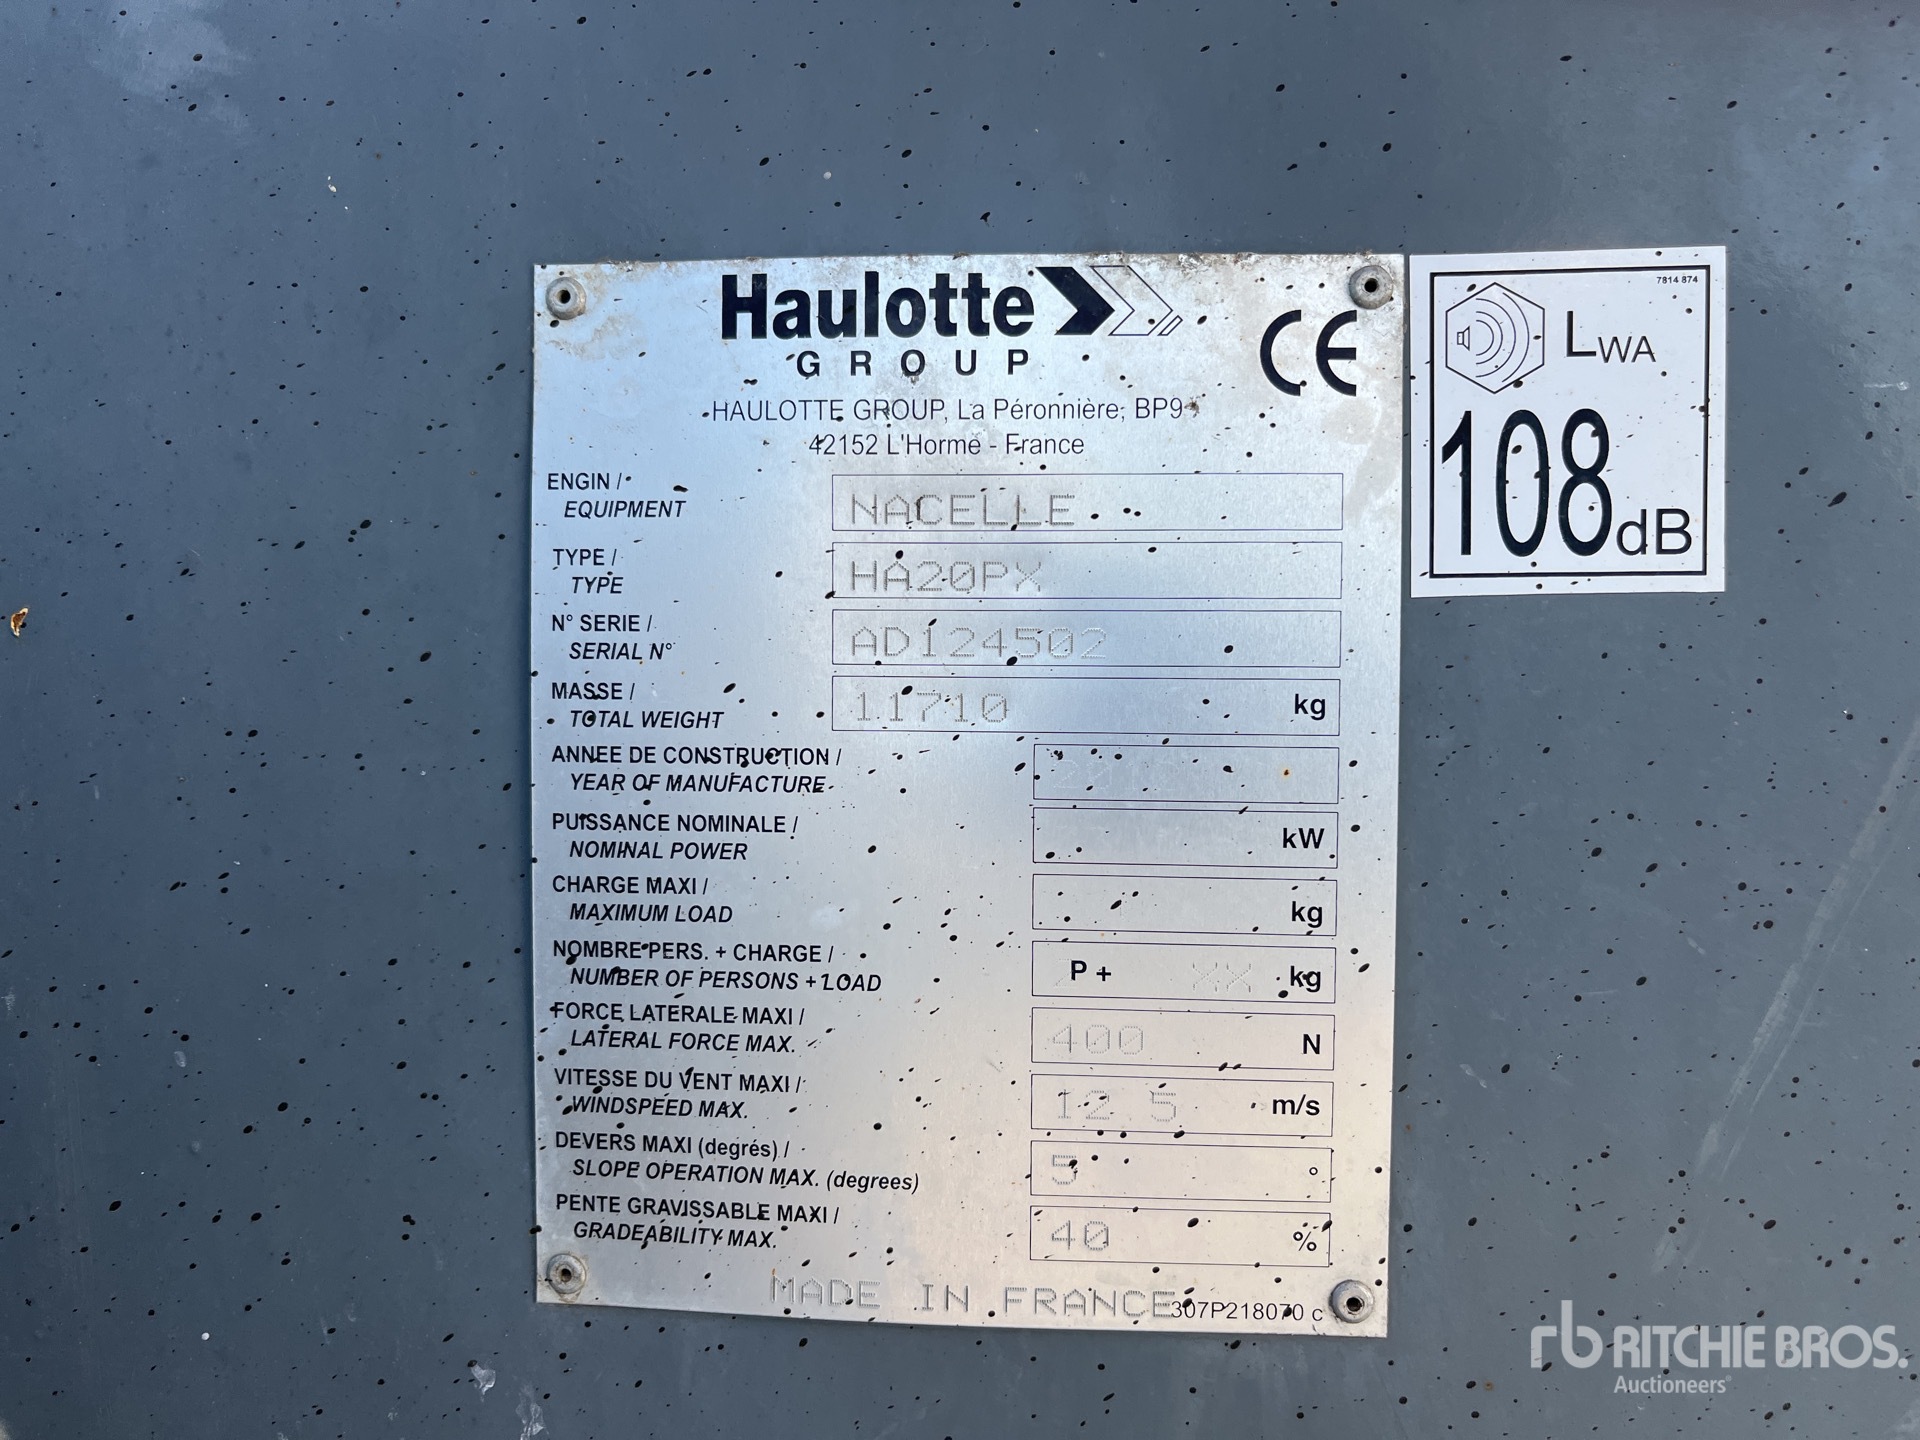 Haulotte
GROUP
CE
HAULOTTE GROUP, La Péronnière, BP9
42152 L'Horme - France
ENGIN /
EQUIPMENT
NACELLE
TYPE /
TYPE
HA20PX
N° SERIE /
SERIAL N°
AD124502
MASSE /
TOTAL WEIGHT
11710 kg
ANNEE DE CONSTRUCTION /
YEAR OF MANUFACTURE
PUISSANCE NOMINALE /
NOMINAL POWER
kW
CHARGE MAXI /
MAXIMUM LOAD
kg
NOMBRE PERS. + CHARGE /
NUMBER OF PERSONS + LOAD
P + XX kg
FORCE LATERALE MAXI /
LATERAL FORCE MAX.
400 N
VITESSE DU VENT MAXI /
WINDSPEED MAX.
12.5 m/s
DEVERS MAXI (degrés) /
SLOPE OPERATION MAX. (degrees)
5 °
PENTE GRAVISSABLE MAXI /
GRADEABILITY MAX.
40 %
MADE IN FRANCE
307P218070 c
7814 874
LWA
108dB
rb RITCHIE BROS.
Auctioneers